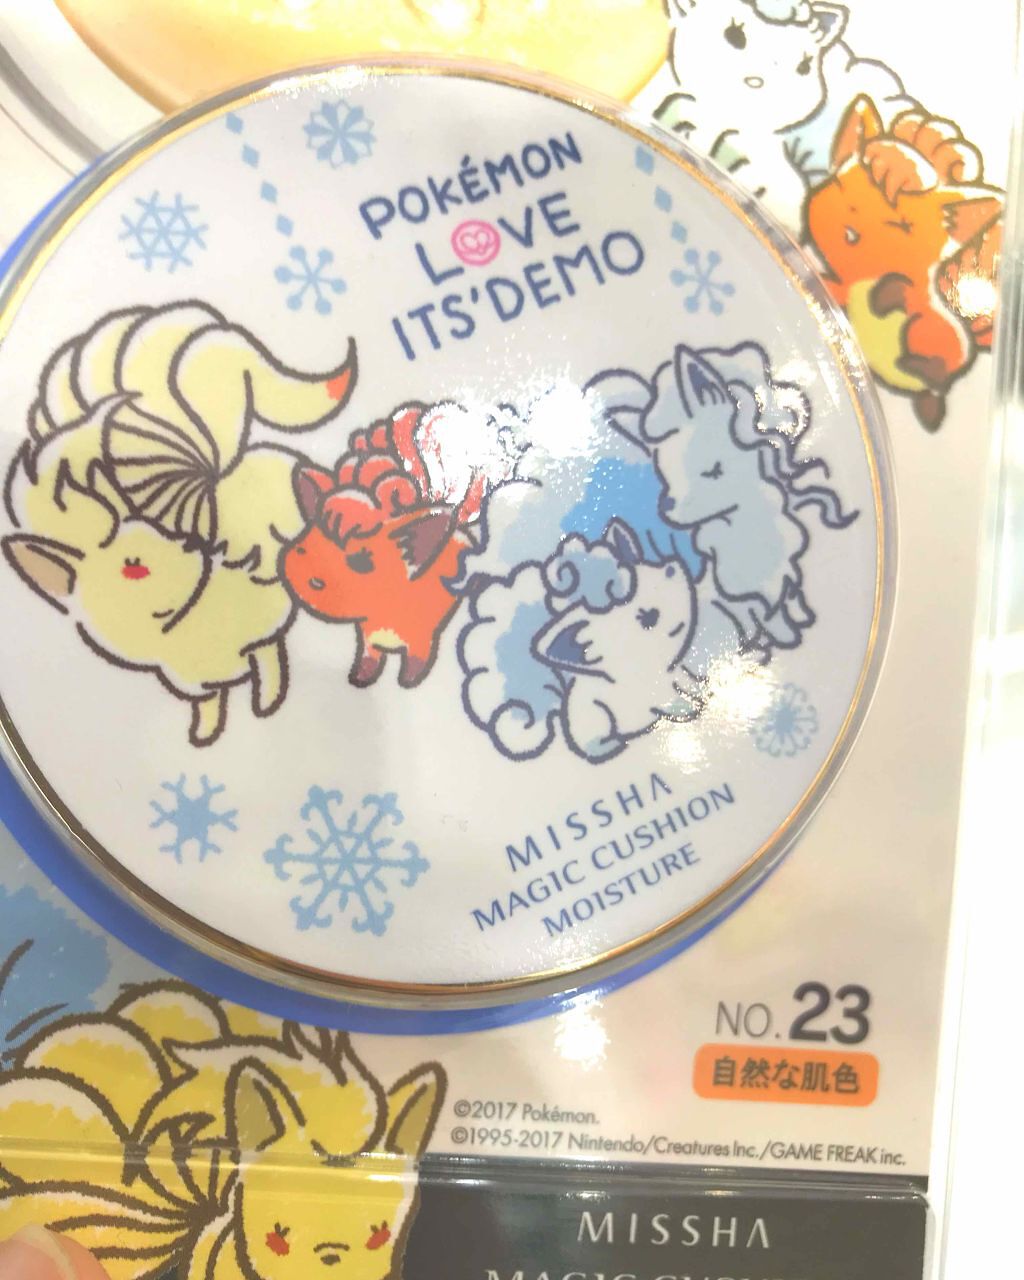 POKÉMON
LOVE
ITS'DEMO
MISSHA
MAGIC CUSHION
MOISTURE
NO.23
自然な肌色
©2017 Pokémon.
©1995-2017 Nintendo/Creatures Inc./GAME FREAK inc.
MISSHA